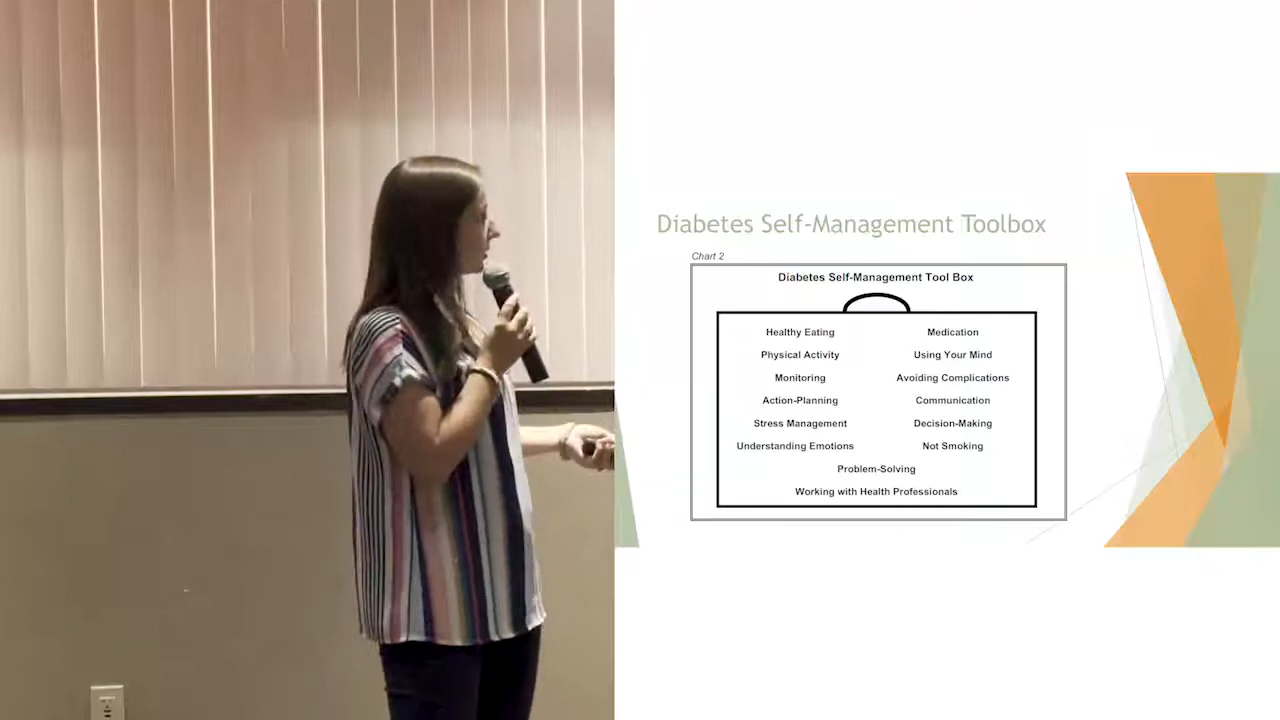 Diabetes Self-Management Toolbox
Chart 2
Diabetes Self-Management Tool Box
Healthy Eating Medication
Physical Activity Using Your Mind
Monitoring Avoiding Complications
Action-Planning Communication
Stress Management Decision-Making
Understanding Emotions Not Smoking
Problem-Solving
Working with Health Professionals